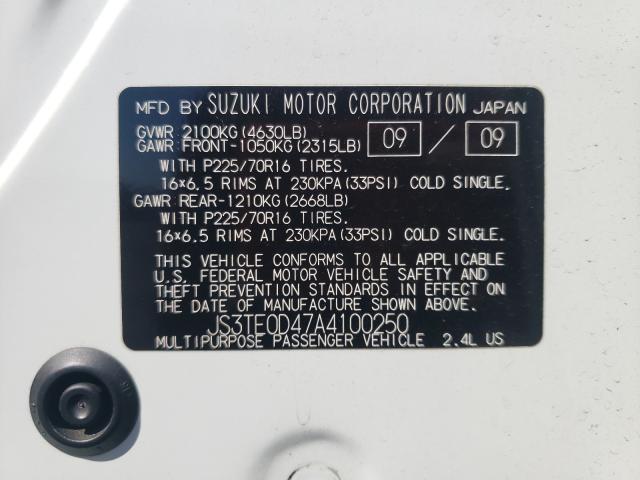 MFD BY SUZUKI MOTOR CORPORATION JAPAN
GVWR 2100KG(4630LB) 09 / 09
GAWR FRONT-1050KG(2315LB)
WITH P225/70R16 TIRES.
16×6.5 RIMS AT 230KPA(33PSI) COLD SINGLE.
GAWR REAR-1210KG(2668LB)
WITH P225/70R16 TIRES.
16×6.5 RIMS AT 230KPA(33PSI) COLD SINGLE.
THIS VEHICLE CONFORMS TO ALL APPLICABLE
U.S. FEDERAL MOTOR VEHICLE SAFETY AND
THEFT PREVENTION STANDARDS IN EFFECT ON
THE DATE OF MANUFACTURE SHOWN ABOVE.
JS3TE0D47A4100250
MULTIPURPOSE PASSENGER VEHICLE 2.4L US